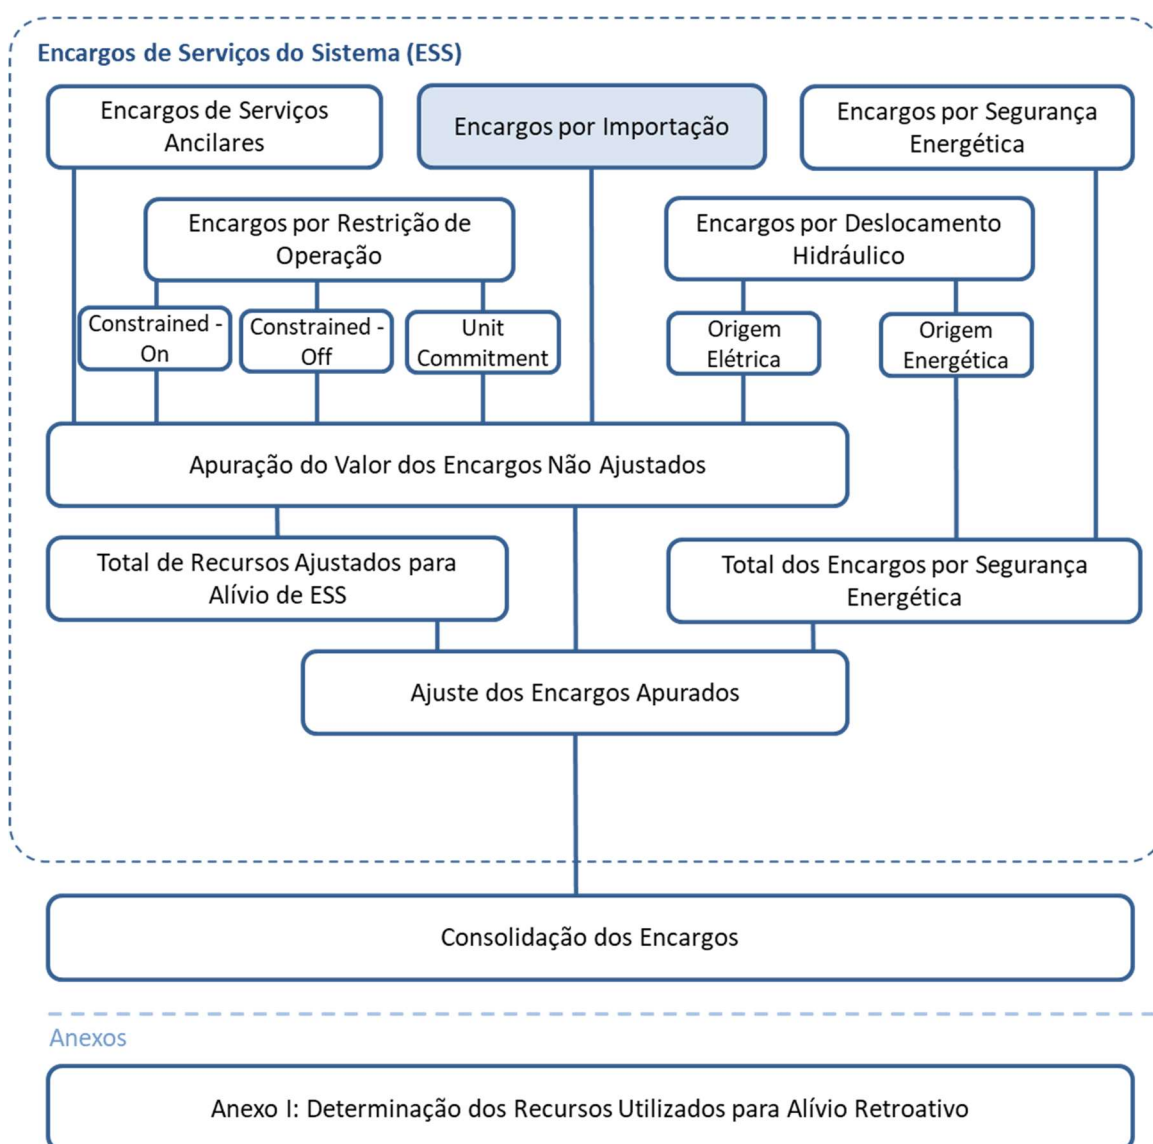 Encargos de Serviços do Sistema (ESS)
Encargos de Serviços
Ancilares
Encargos por Importação
Encargos por Segurança
Energética
Encargos por Restrição de
Operação
Encargos por Deslocamento
Hidráulico
Constrained -
On
Constrained -
Off
Unit
Commitment
Origem
Elétrica
Origem
Energética
Apuração do Valor dos Encargos Não Ajustados
Total de Recursos Ajustados para
Alívio de ESS
Total dos Encargos por Segurança
Energética
Ajuste dos Encargos Apurados
Consolidação dos Encargos
Anexos
Anexo I: Determinação dos Recursos Utilizados para Alívio Retroativo